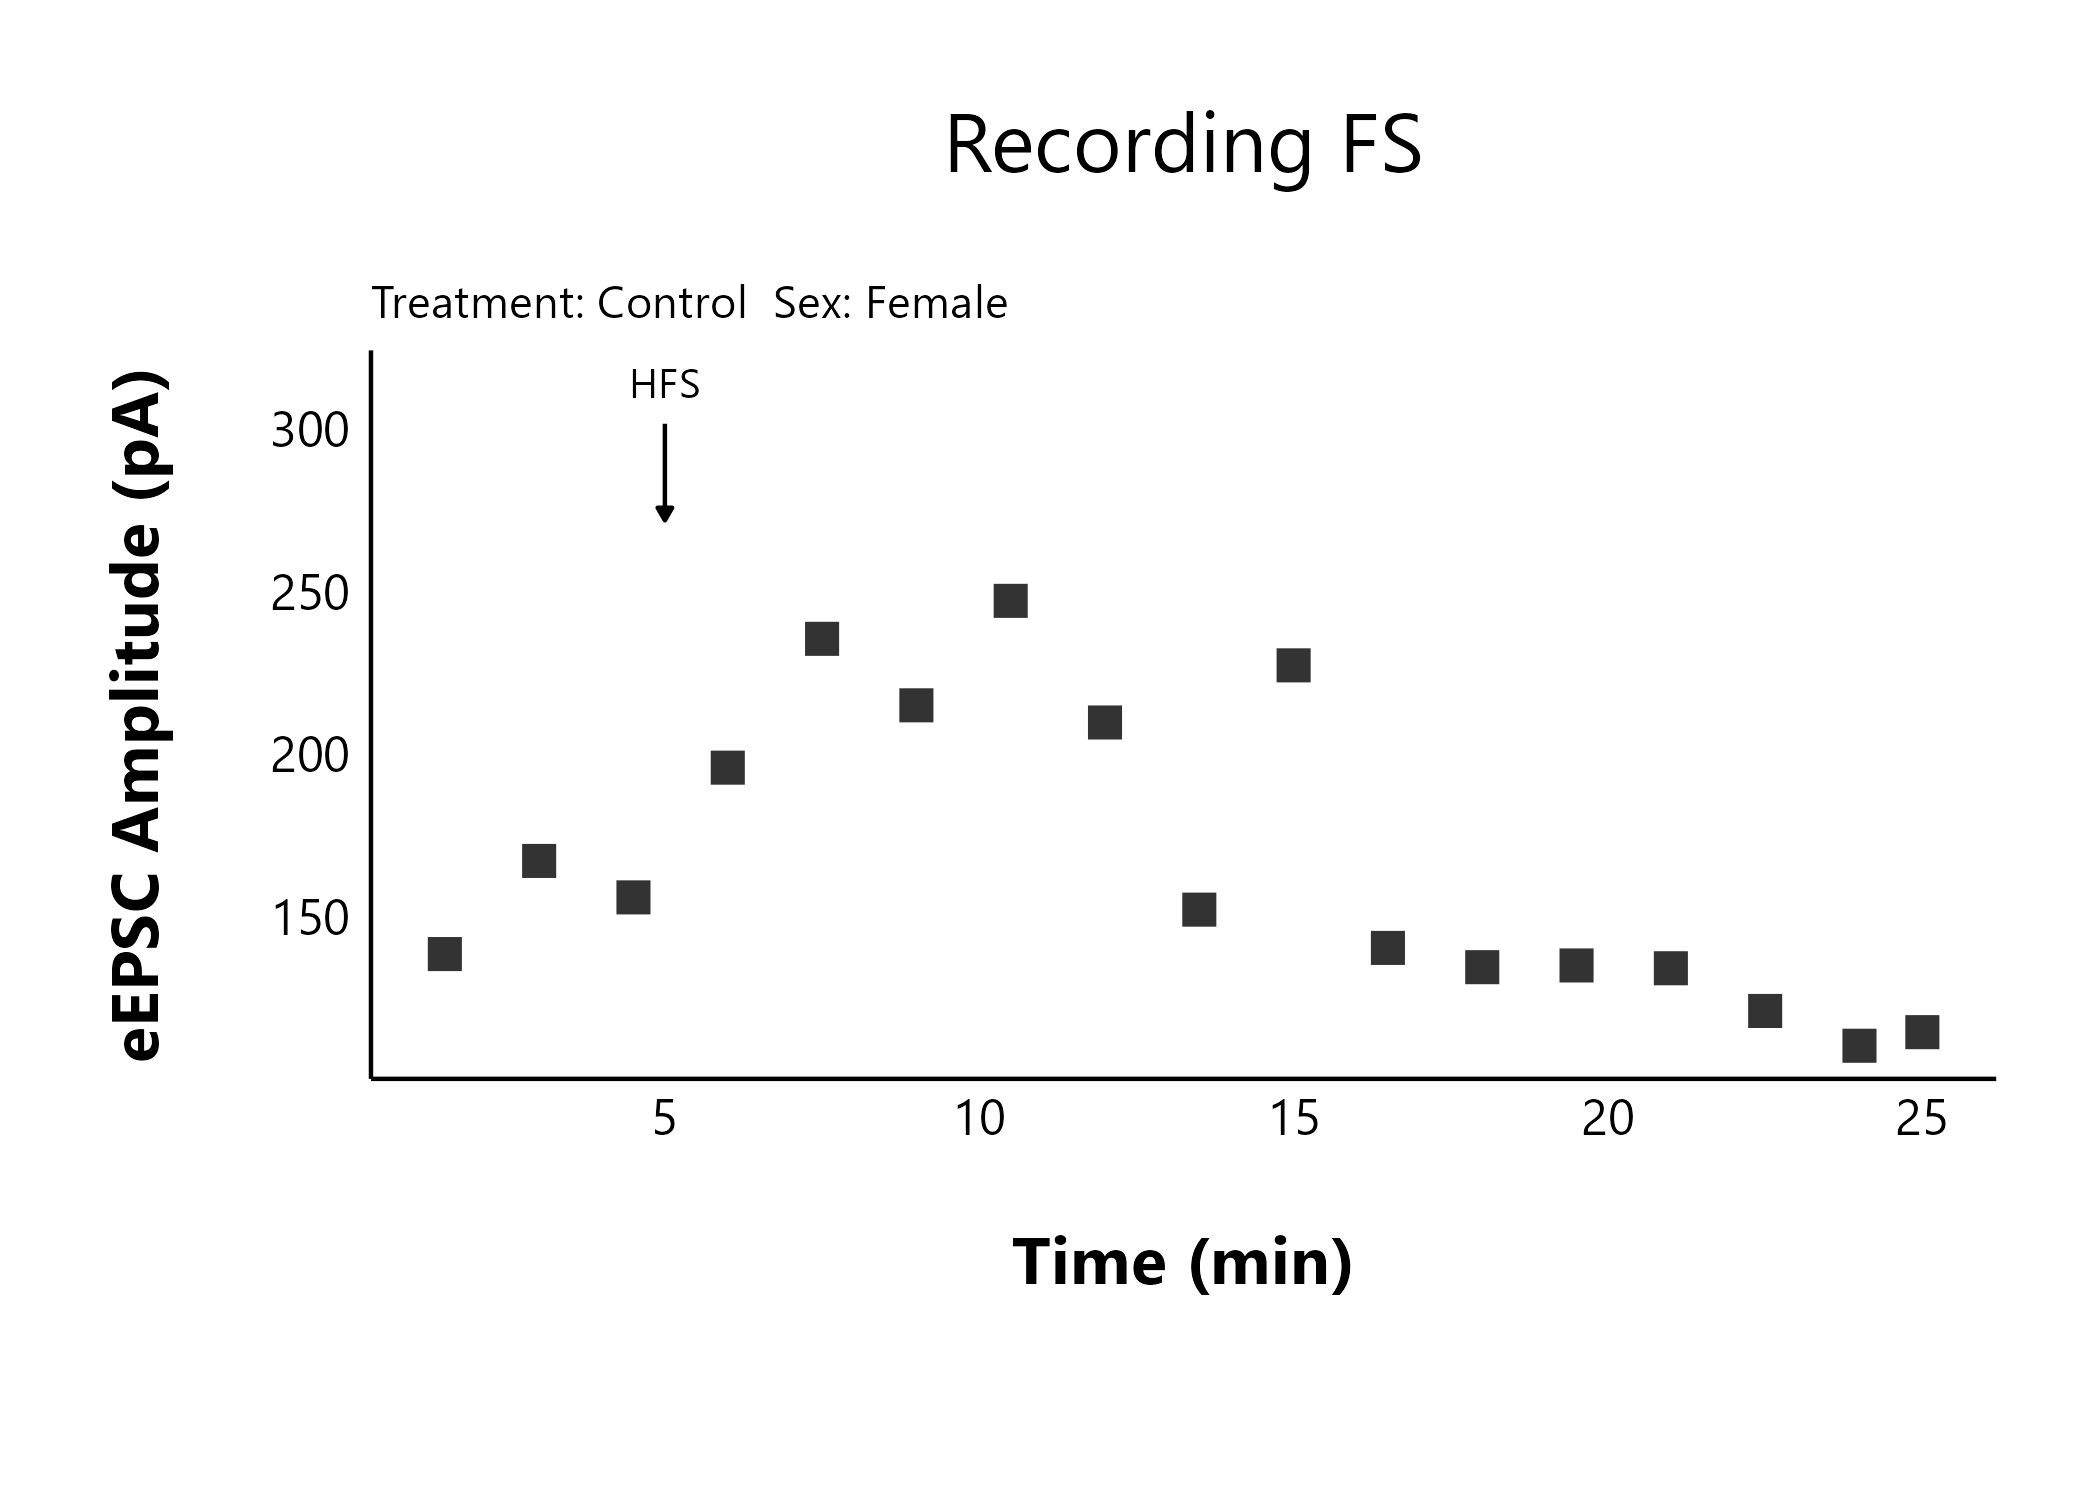 Recording FS
Treatment: Control  Sex: Female
HFS
eEPSC Amplitude (pA)
300
250
200
150
5 10 15 20 25
Time (min)